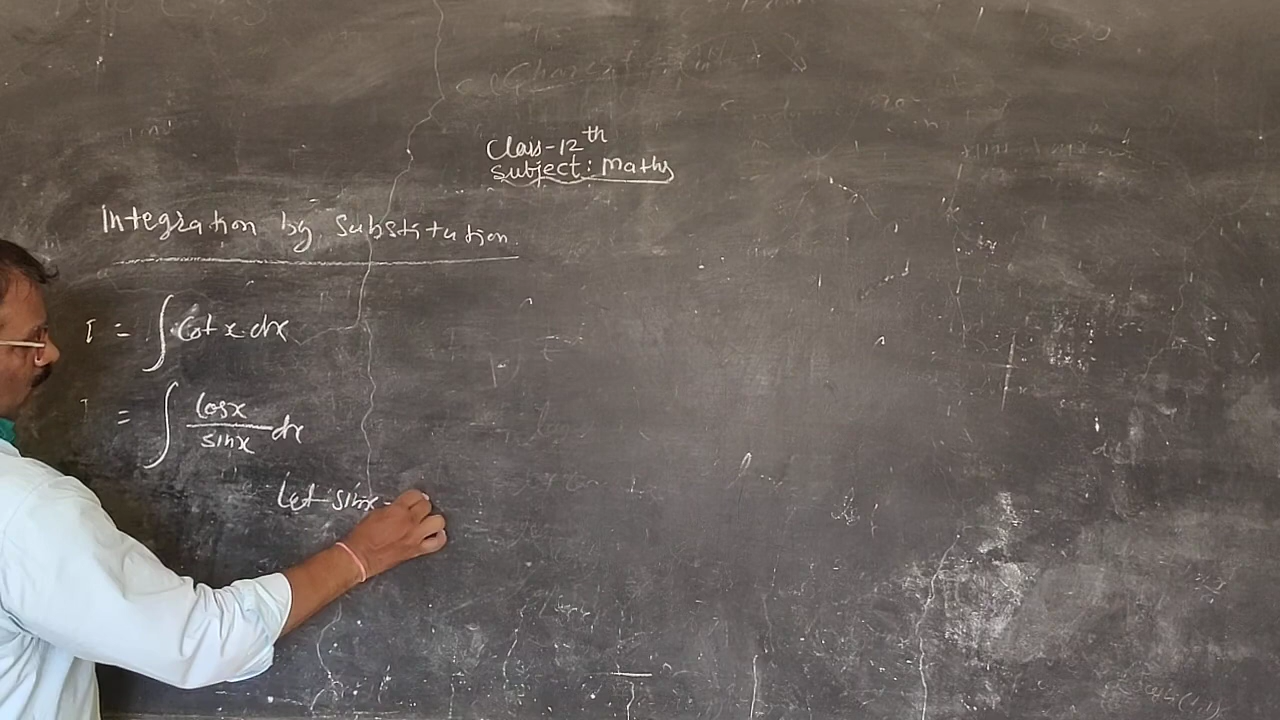 Class-12th
Subject: Maths
Integration by Substitution.
I = ∫ Cot x. dx
I = ∫ Cosx/sinx dx
Let sinx =